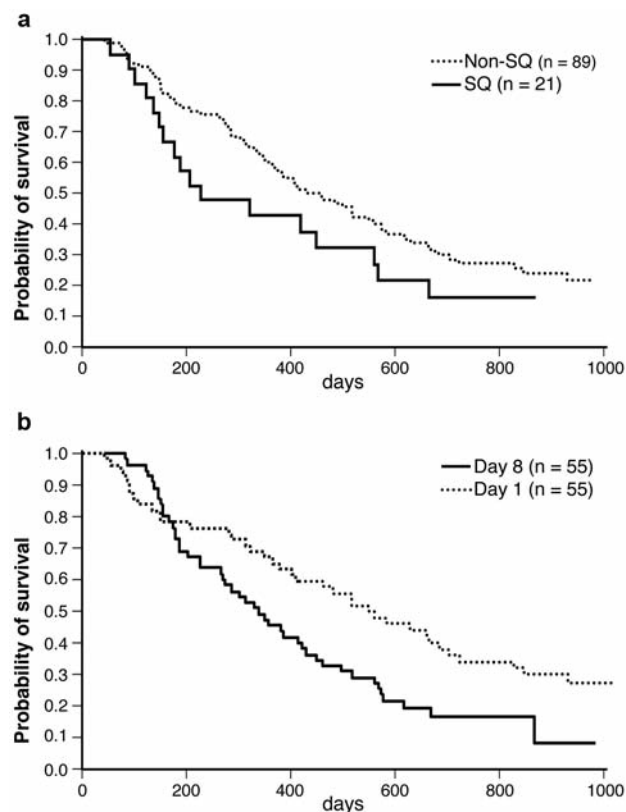 a
1.0
0.9
0.8
0.7
0.6
0.5
0.4
0.3
0.2
0.1
0.0
Probability of survival
Non-SQ (n = 89)
SQ (n = 21)
0 200 400 600 800 1000
days
b
1.0
0.9
0.8
0.7
0.6
0.5
0.4
0.3
0.2
0.1
0.0
Probability of survival
Day 8 (n = 55)
Day 1 (n = 55)
0 200 400 600 800 1000
days